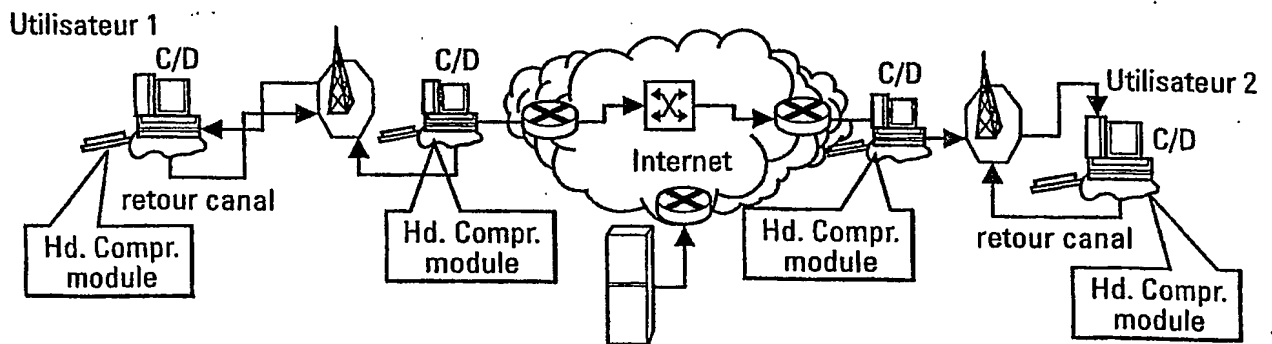 Utilisateur 1
C/D
C/D
C/D
Utilisateur 2
C/D
Internet
retour canal
retour canal
Hd. Compr.
module
Hd. Compr.
module
Hd. Compr.
module
Hd. Compr.
module